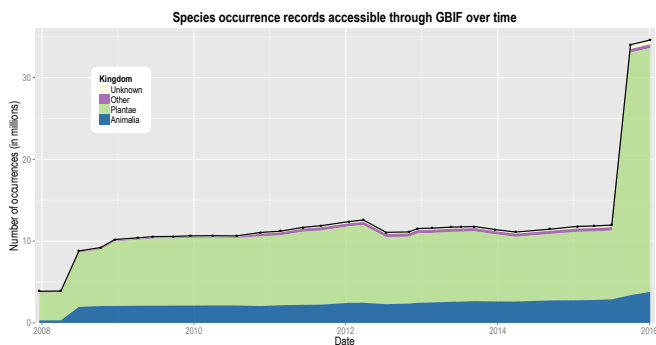 Species occurrence records accessible through GBIF over time
Number of occurrences (in millions)
30
20
10
0
Kingdom
Unknown
Other
Plantae
Animalia
2008
2010
2012
2014
2016
Date